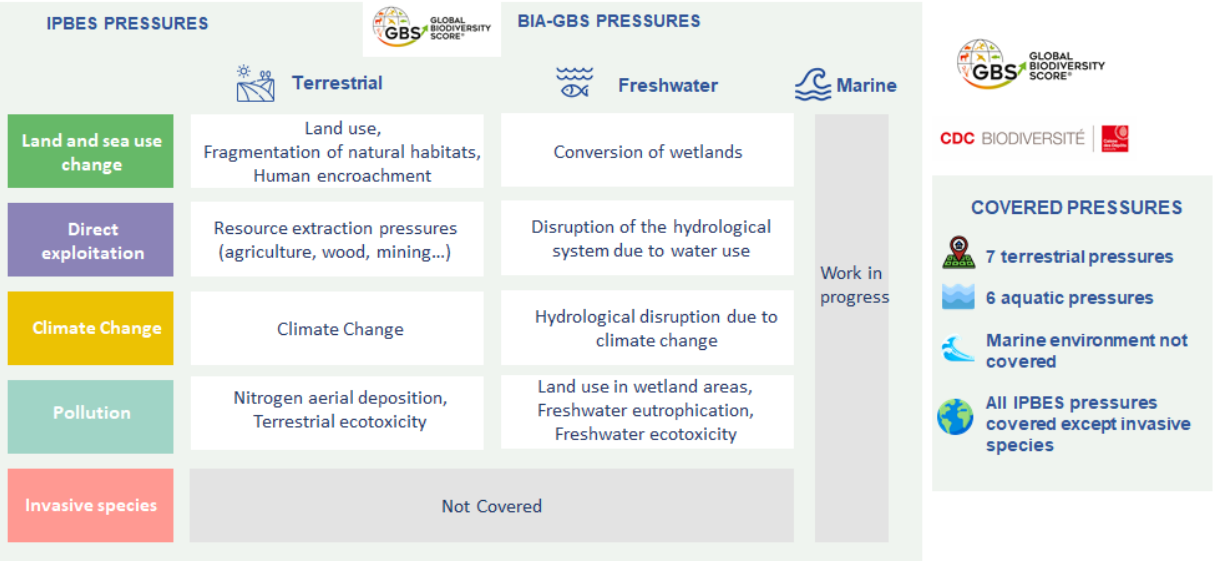 IPBES PRESSURES
GBS GLOBAL
BIODIVERSITY
SCORE®
BIA-GBS PRESSURES
Terrestrial
Freshwater
Marine
Land and sea use
change
Land use,
Fragmentation of natural habitats,
Human encroachment
Conversion of wetlands
Direct
exploitation
Resource extraction pressures
(agriculture, wood, mining...)
Disruption of the hydrological
system due to water use
Work in
progress
Climate Change
Climate Change
Hydrological disruption due to
climate change
Pollution
Nitrogen aerial deposition,
Terrestrial ecotoxicity
Land use in wetland areas,
Freshwater eutrophication,
Freshwater ecotoxicity
Invasive species
Not Covered
GBS GLOBAL
BIODIVERSITY
SCORE®
CDC BIODIVERSITÉ
COVERED PRESSURES
7 terrestrial pressures
6 aquatic pressures
Marine environment not
covered
All IPBES pressures
covered except invasive
species